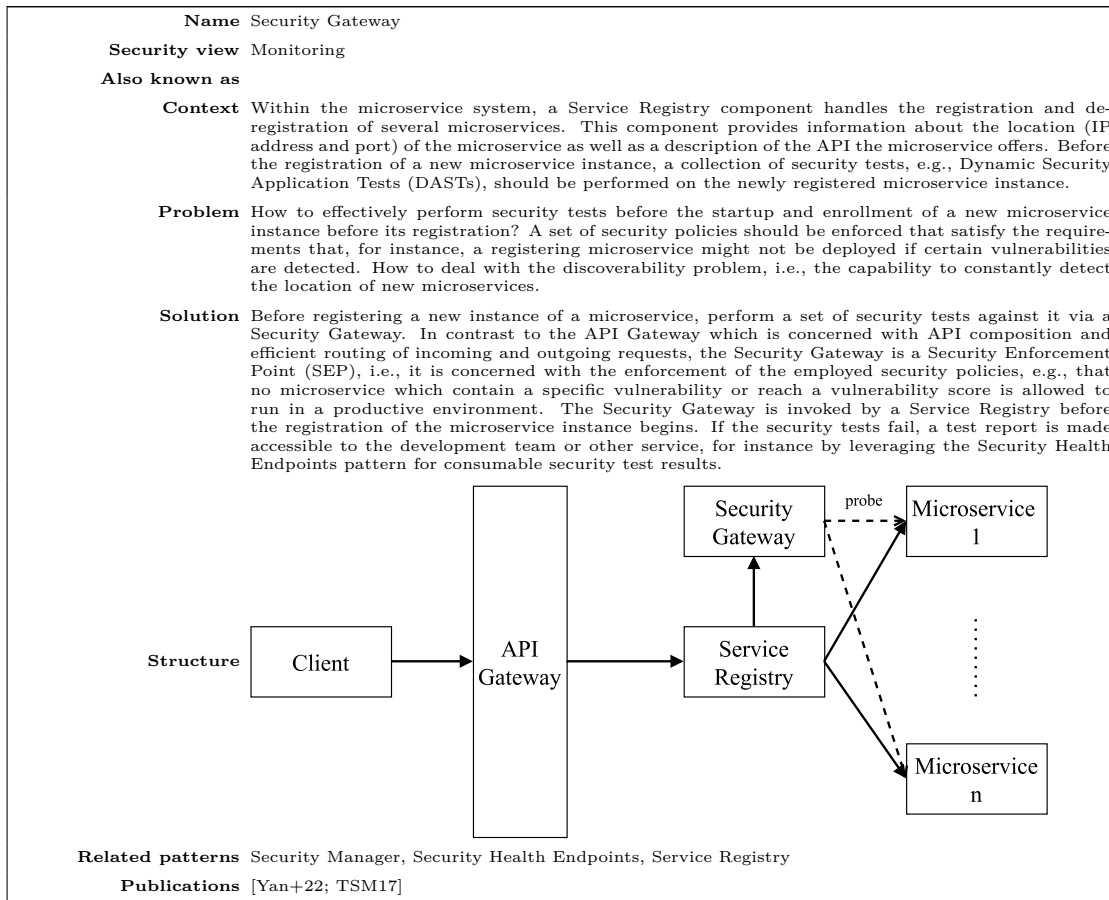 Name Security Gateway
Security view Monitoring
Also known as
Context Within the microservice system, a Service Registry component handles the registration and de-
registration of several microservices. This component provides information about the location (IP
address and port) of the microservice as well as a description of the API the microservice offers. Before
the registration of a new microservice instance, a collection of security tests, e.g., Dynamic Security
Application Tests (DASTs), should be performed on the newly registered microservice instance.
Problem How to effectively perform security tests before the startup and enrollment of a new microservice
instance before its registration? A set of security policies should be enforced that satisfy the require-
ments that, for instance, a registering microservice might not be deployed if certain vulnerabilities
are detected. How to deal with the discoverability problem, i.e., the capability to constantly detect
the location of new microservices.
Solution Before registering a new instance of a microservice, perform a set of security tests against it via a
Security Gateway. In contrast to the API Gateway which is concerned with API composition and
efficient routing of incoming and outgoing requests, the Security Gateway is a Security Enforcement
Point (SEP), i.e., it is concerned with the enforcement of the employed security policies, e.g., that
no microservice which contain a specific vulnerability or reach a vulnerability score is allowed to
run in a productive environment. The Security Gateway is invoked by a Service Registry before
the registration of the microservice instance begins. If the security tests fail, a test report is made
accessible to the development team or other service, for instance by leveraging the Security Health
Endpoints pattern for consumable security test results.
Structure
Client
API
Gateway
Security
Gateway
Service
Registry
probe
Microservice
1
Microservice
n
Related patterns Security Manager, Security Health Endpoints, Service Registry
Publications [Yan+22; TSM17]